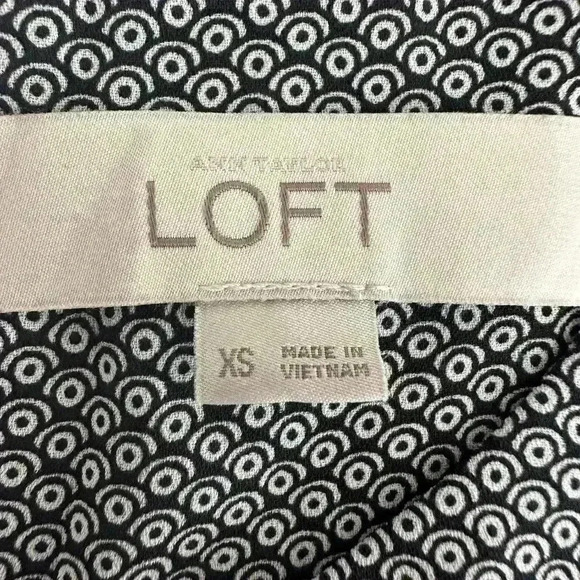 ANN TAYLOR
LOFT
XS
MADE IN
VIETNAM